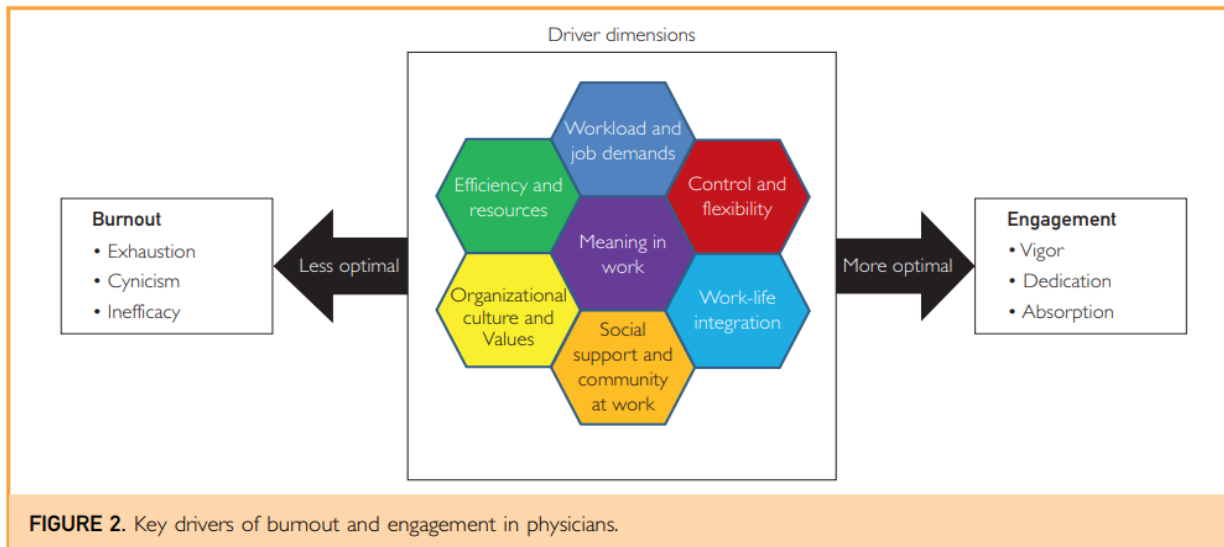 Driver dimensions
Workload and
job demands
Efficiency and
resources
Control and
flexibility
Meaning in
work
Organizational
culture and
Values
Work-life
integration
Social
support and
community
at work
Burnout
• Exhaustion
• Cynicism
• Inefficacy
Less optimal
More optimal
Engagement
• Vigor
• Dedication
• Absorption
FIGURE 2. Key drivers of burnout and engagement in physicians.